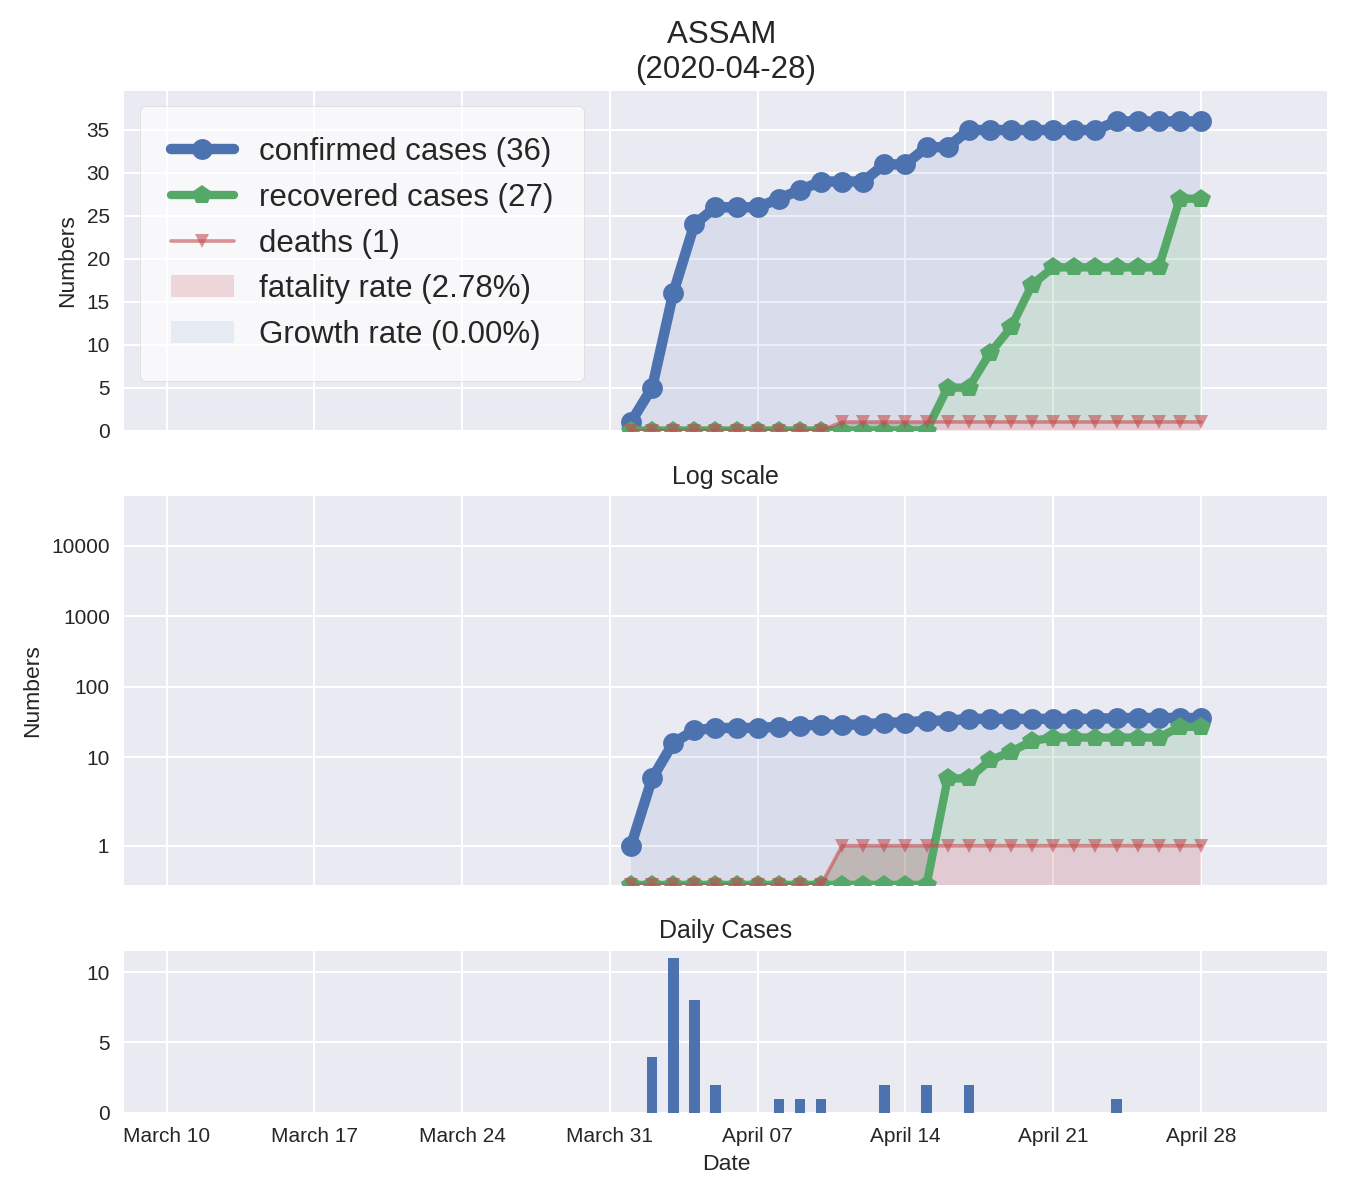 ASSAM
(2020-04-28)
confirmed cases (36)
recovered cases (27)
deaths (1)
fatality rate (2.78%)
Growth rate (0.00%)
Numbers
35
30
25
20
15
10
5
0
Log scale
Numbers
10000
1000
100
10
1
Daily Cases
10
5
0
March 10 March 17 March 24 March 31 April 07 April 14 April 21 April 28
Date